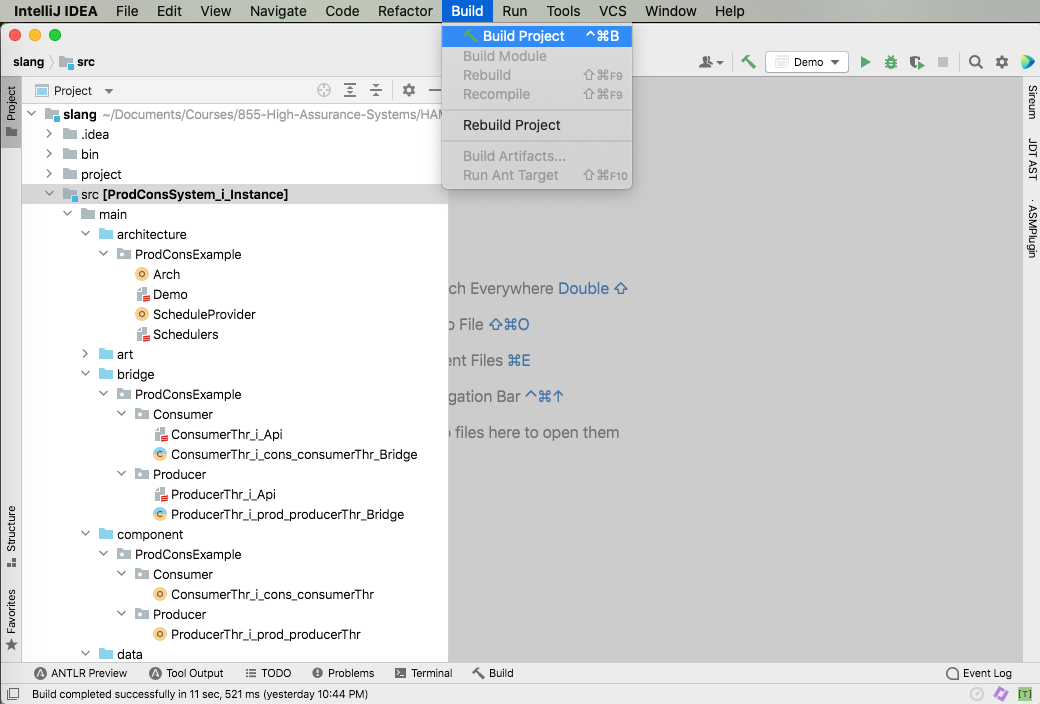 IntelliJ IDEA File Edit View Navigate Code Refactor Build Run Tools VCS Window Help
Build Project ^⌘B
Build Module
Rebuild ⇧⌘F9
Recompile ⇧⌘F9
Rebuild Project
Build Artifacts...
Run Ant Target ⇧⌘F10
slang src
Demo
Project
Project
slang ~/Documents/Courses/855-High-Assurance-Systems/HAM
.idea
bin
project
src [ProdConsSystem_i_Instance]
main
architecture
ProdConsExample
Arch
Demo
ScheduleProvider
Schedulers
art
bridge
ProdConsExample
Consumer
ConsumerThr_i_Api
ConsumerThr_i_cons_consumerThr_Bridge
Producer
ProducerThr_i_Api
ProducerThr_i_prod_producerThr_Bridge
component
ProdConsExample
Consumer
ConsumerThr_i_cons_consumerThr
Producer
ProducerThr_i_prod_producerThr
data
ch Everywhere Double ⇧
o File ⇧⌘O
ent Files ⌘E
gation Bar ^⌘↑
files here to open them
Sireum
JDT AST
ASMPlugin
Structure
Favorites
ANTLR Preview Tool Output TODO Problems Terminal Build Event Log
Build completed successfully in 11 sec, 521 ms (yesterday 10:44 PM)
[T]